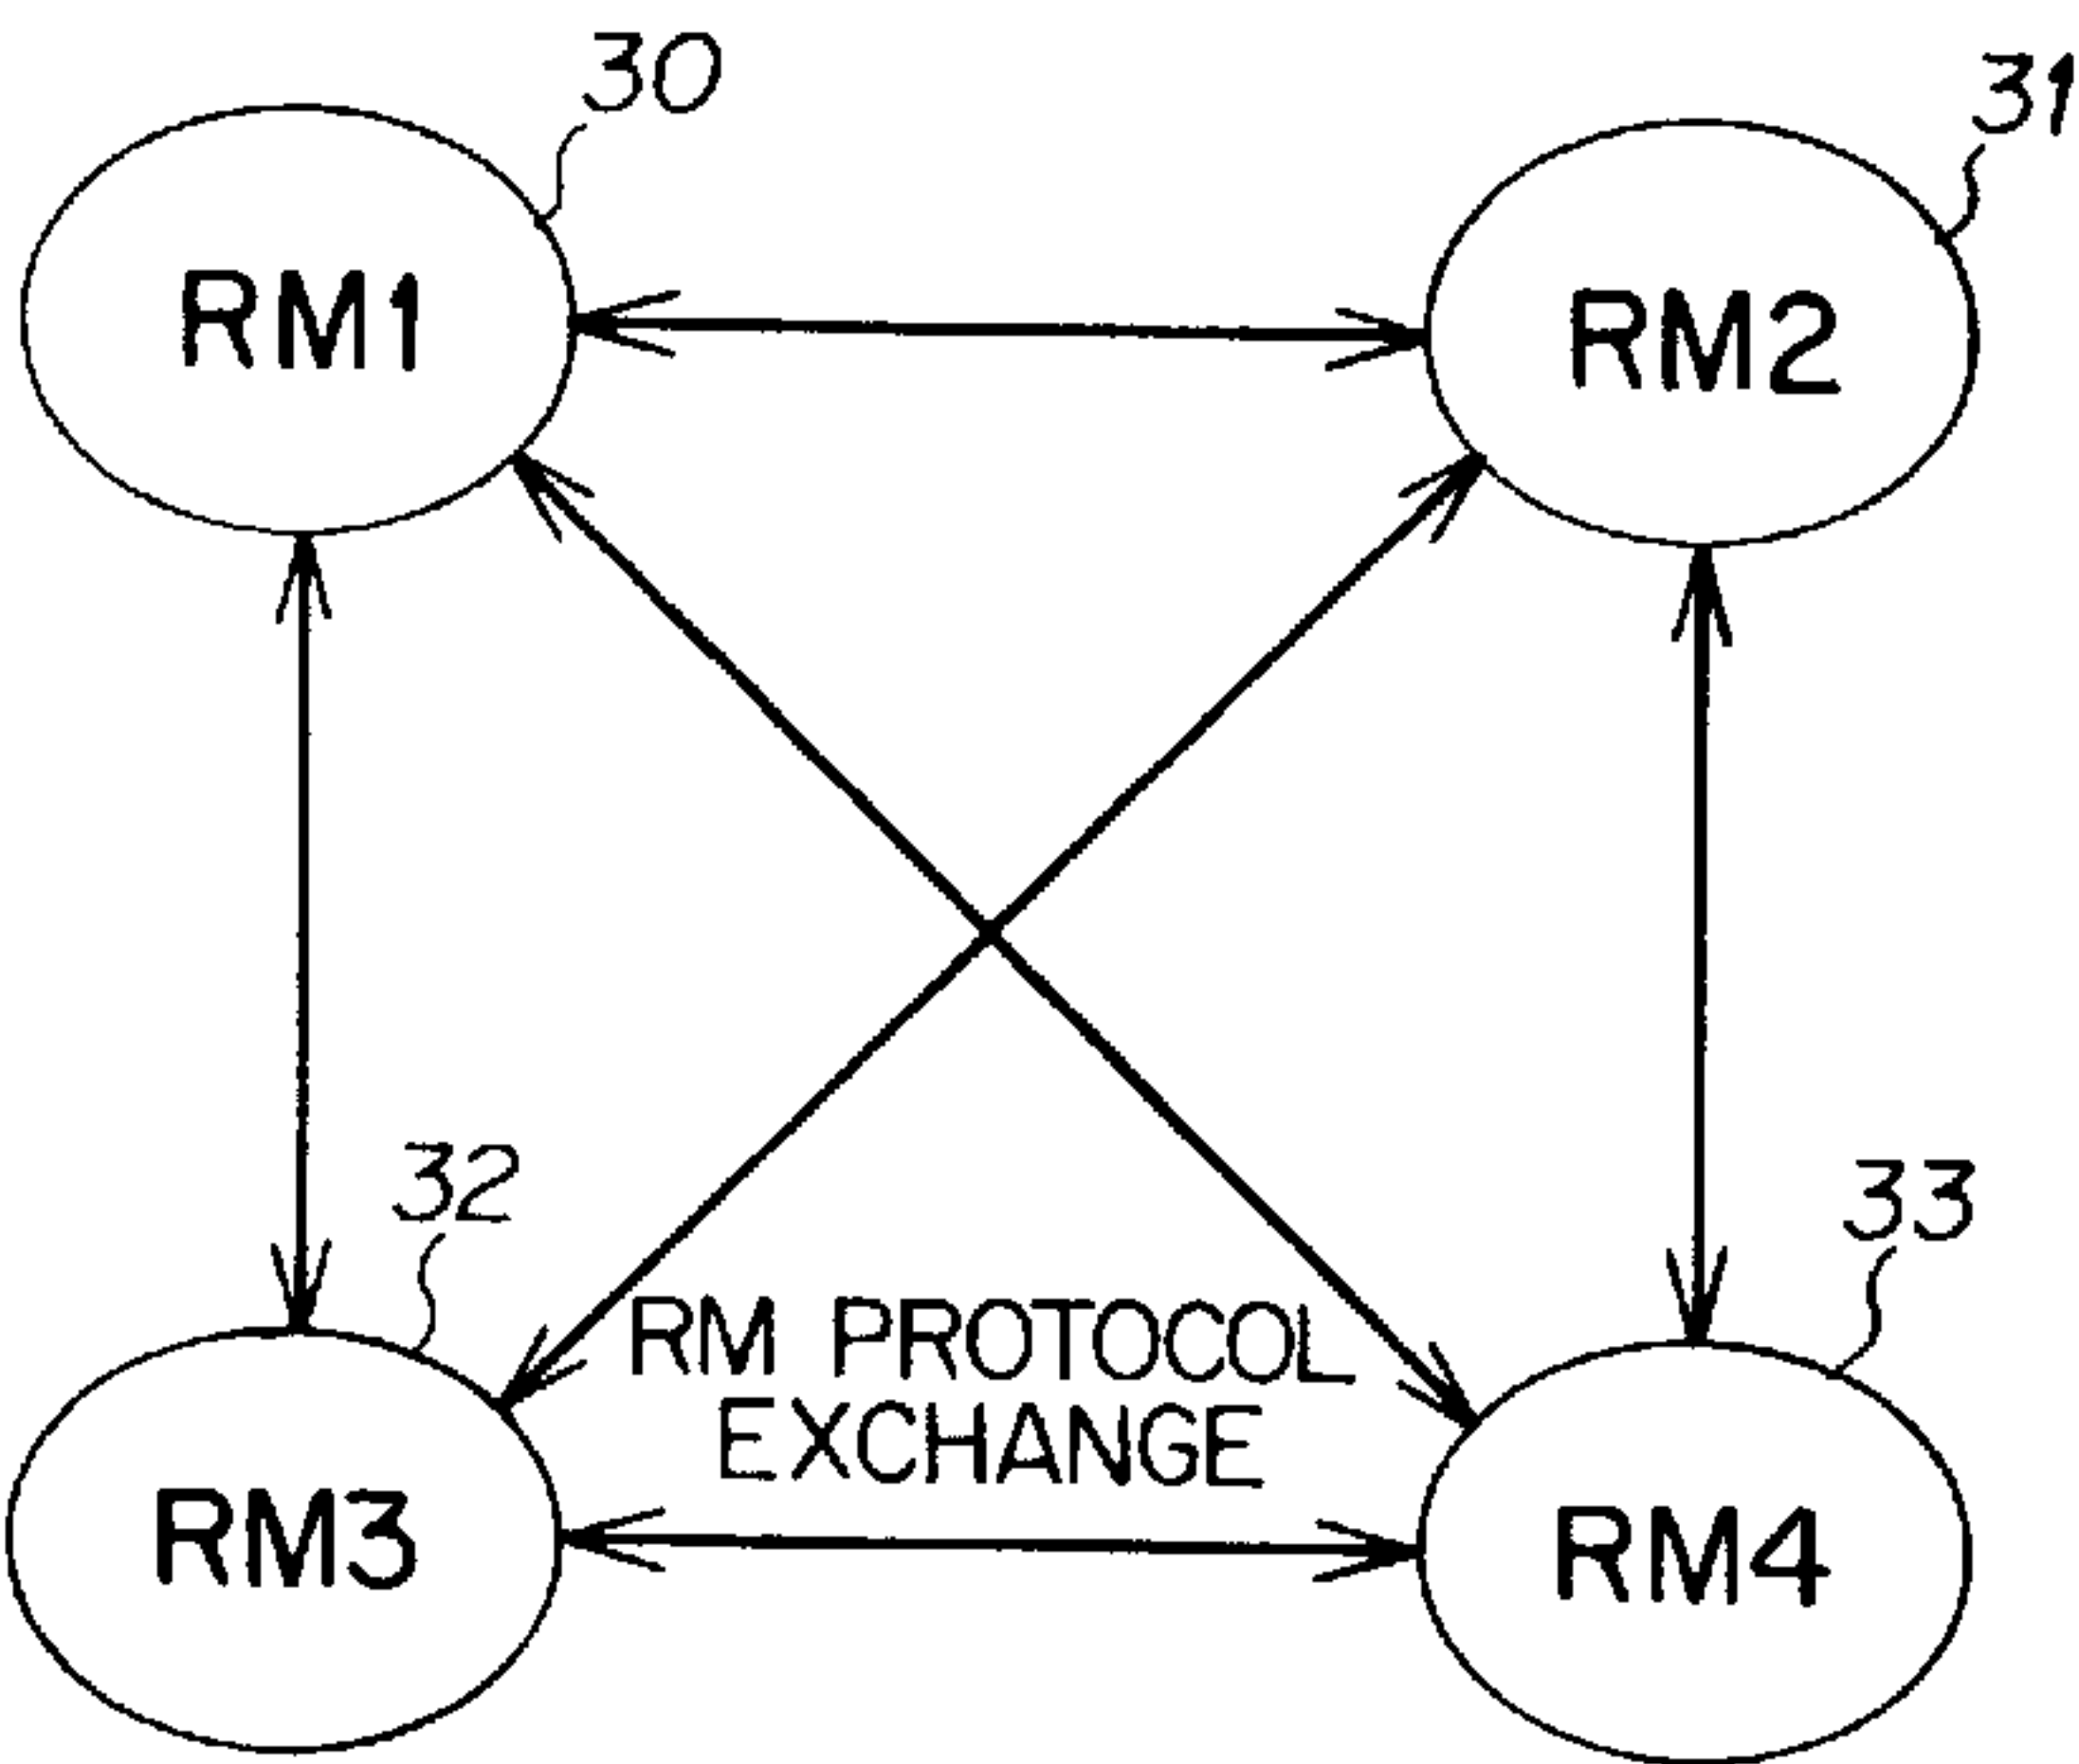 30
31
RM1
RM2
32
33
RM PROTOCOL
EXCHANGE
RM3
RM4